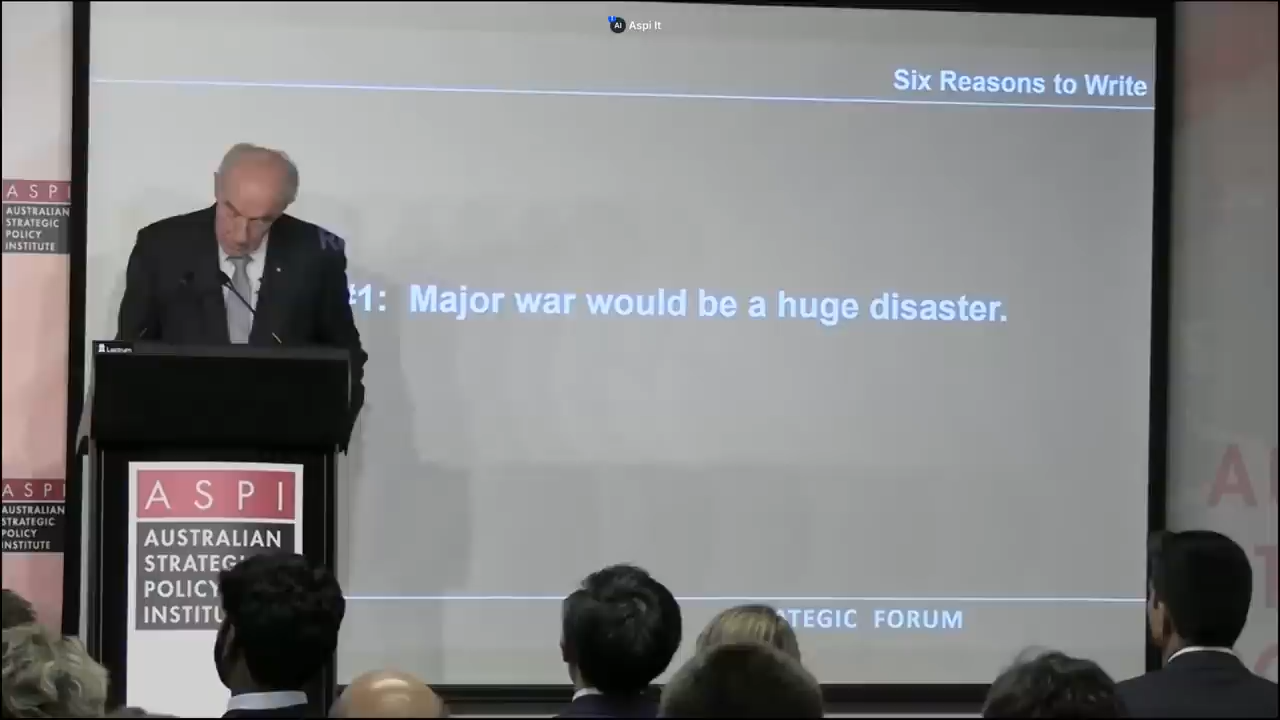 Aspi It
Six Reasons to Write
#1: Major war would be a huge disaster.
ASPI
AUSTRALIAN
STRATEGIC
POLICY
INSTITUTE
Lectrum
ASPI
AUSTRALIAN
STRATEGIC
POLICY
INSTITUTE
ASPI
AUSTRALIAN
STRATEG
POLICY
INSTITU
TEGIC FORUM